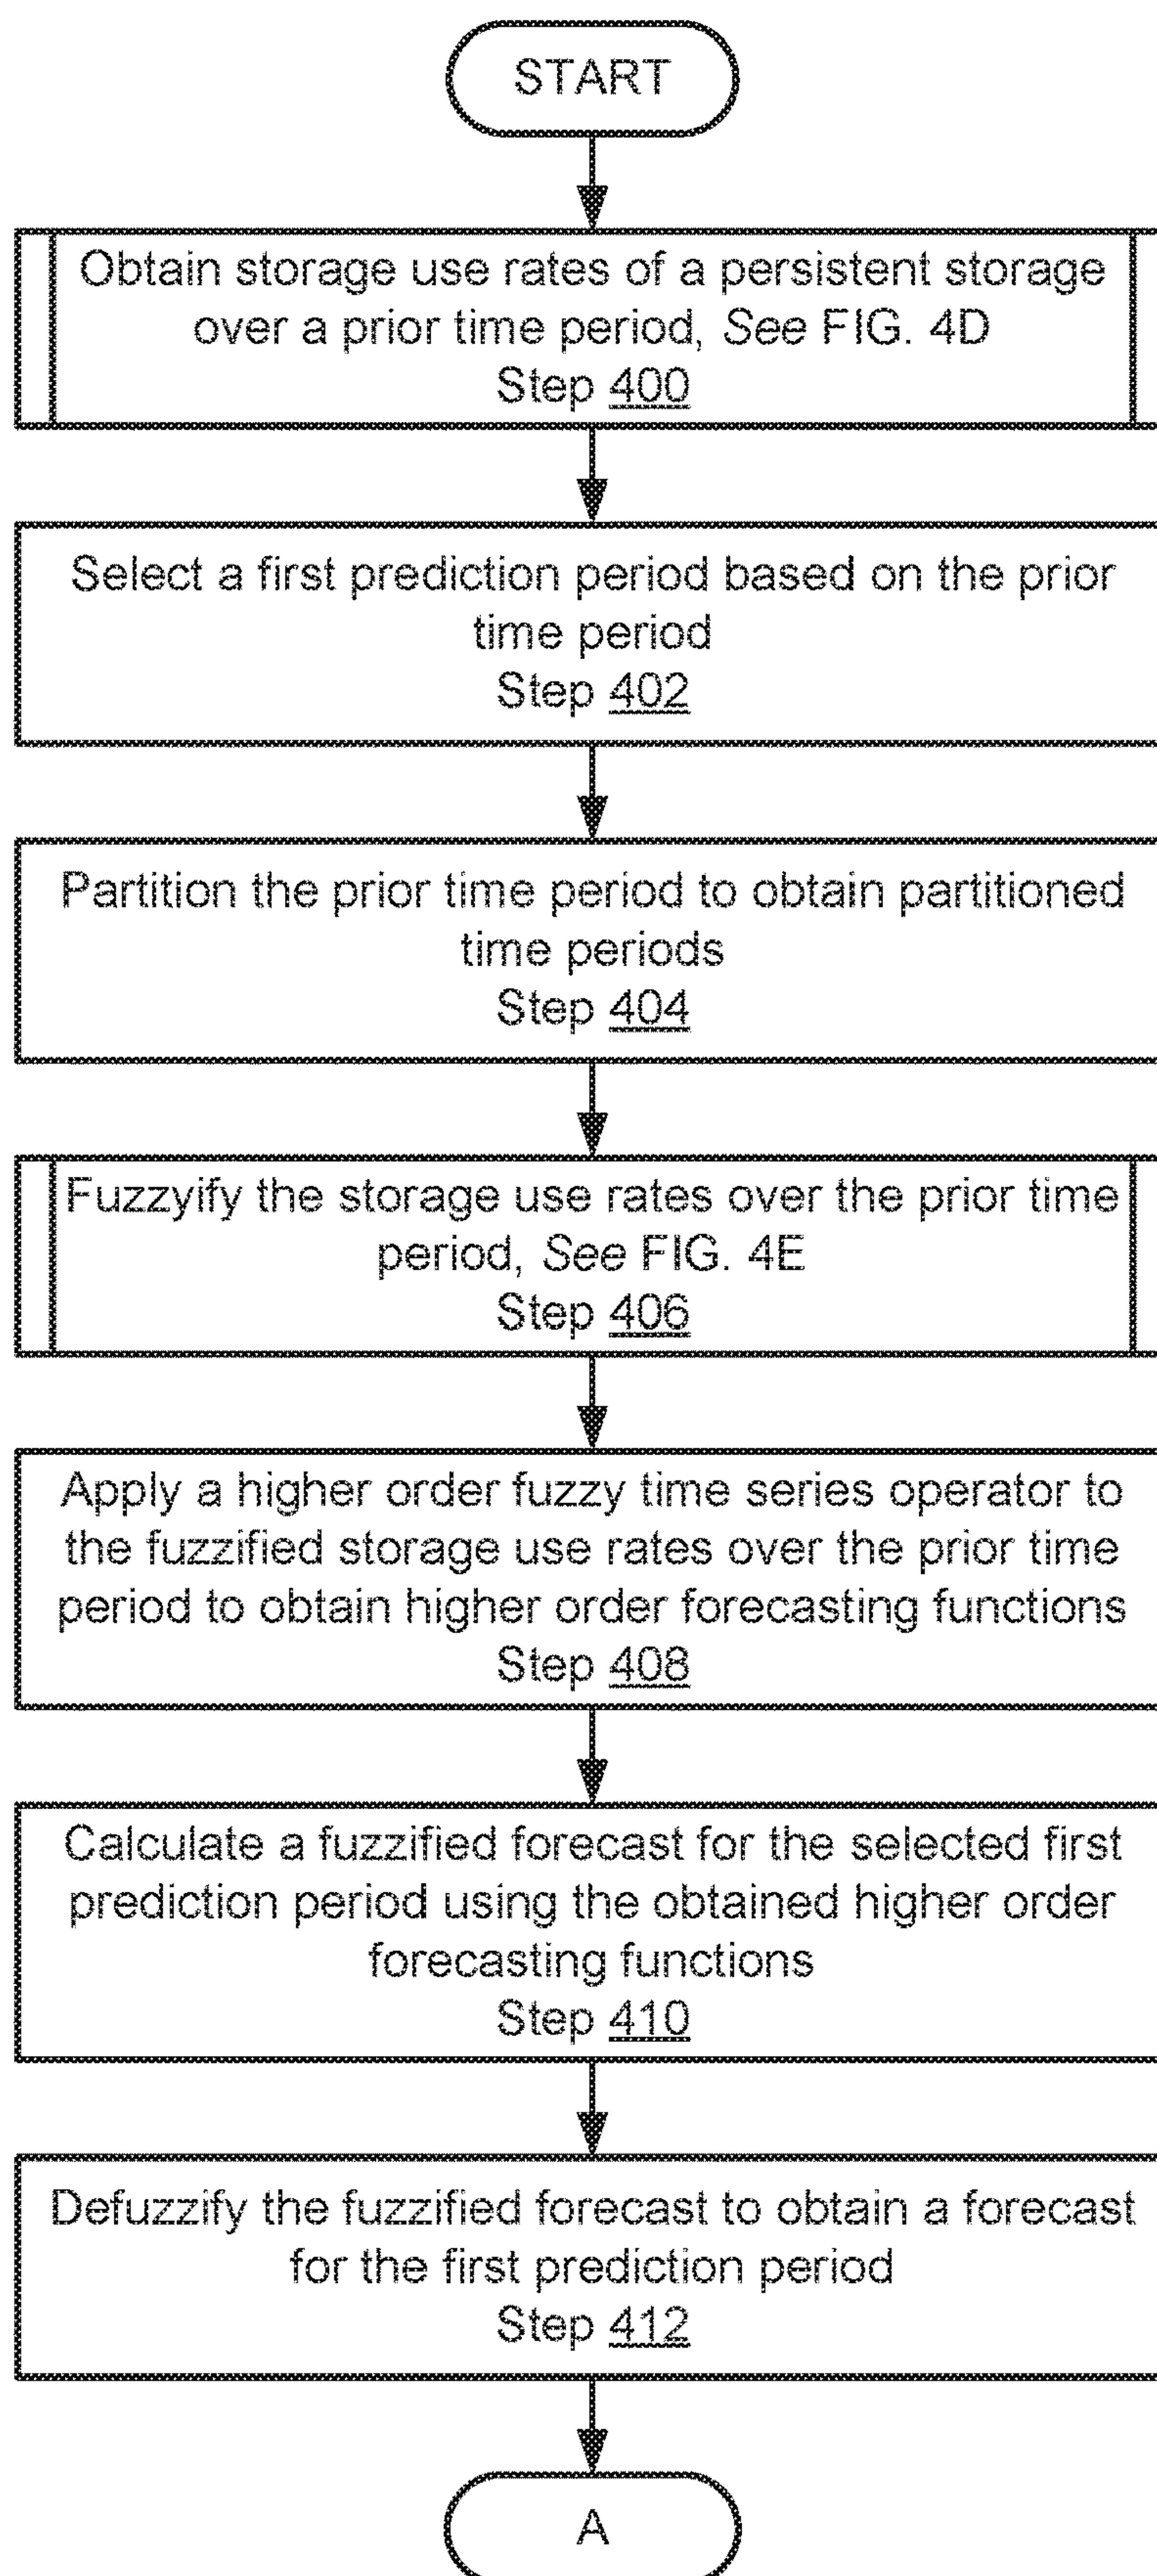 START
Obtain storage use rates of a persistent storage
over a prior time period, See FIG. 4D
Step 400
Select a first prediction period based on the prior
time period
Step 402
Partition the prior time period to obtain partitioned
time periods
Step 404
Fuzzyify the storage use rates over the prior time
period, See FIG. 4E
Step 406
Apply a higher order fuzzy time series operator to
the fuzzified storage use rates over the prior time
period to obtain higher order forecasting functions
Step 408
Calculate a fuzzified forecast for the selected first
prediction period using the obtained higher order
forecasting functions
Step 410
Defuzzify the fuzzified forecast to obtain a forecast
for the first prediction period
Step 412
A